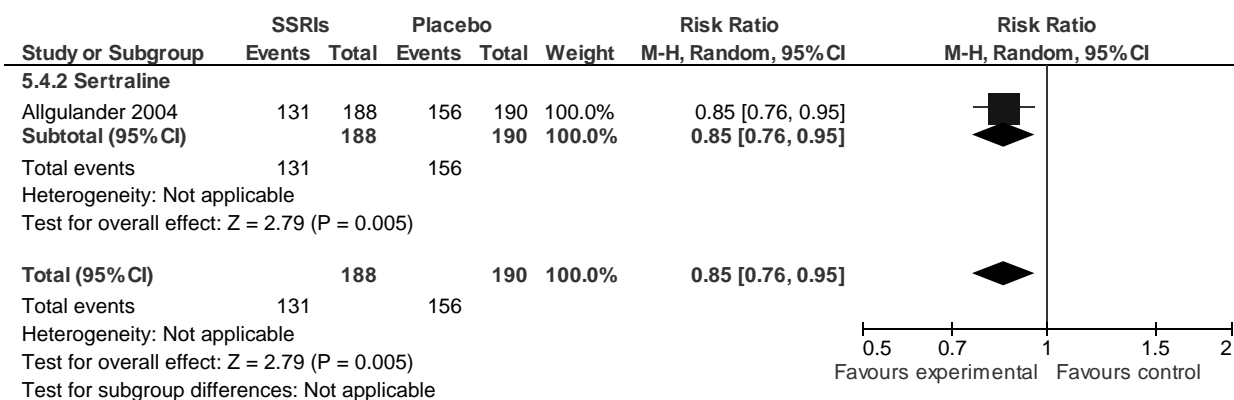 SSRIs Placebo Risk Ratio Risk Ratio
Study or Subgroup Events Total Events Total Weight M-H, Random, 95% CI M-H, Random, 95% CI
5.4.2 Sertraline
Allgulander 2004 131 188 156 190 100.0% 0.85 [0.76, 0.95]
Subtotal (95% CI) 188 190 100.0% 0.85 [0.76, 0.95]
Total events 131 156
Heterogeneity: Not applicable
Test for overall effect: Z = 2.79 (P = 0.005)
Total (95% CI) 188 190 100.0% 0.85 [0.76, 0.95]
Total events 131 156
Heterogeneity: Not applicable
Test for overall effect: Z = 2.79 (P = 0.005)
Test for subgroup differences: Not applicable
0.5 0.7 1 1.5 2
Favours experimental Favours control